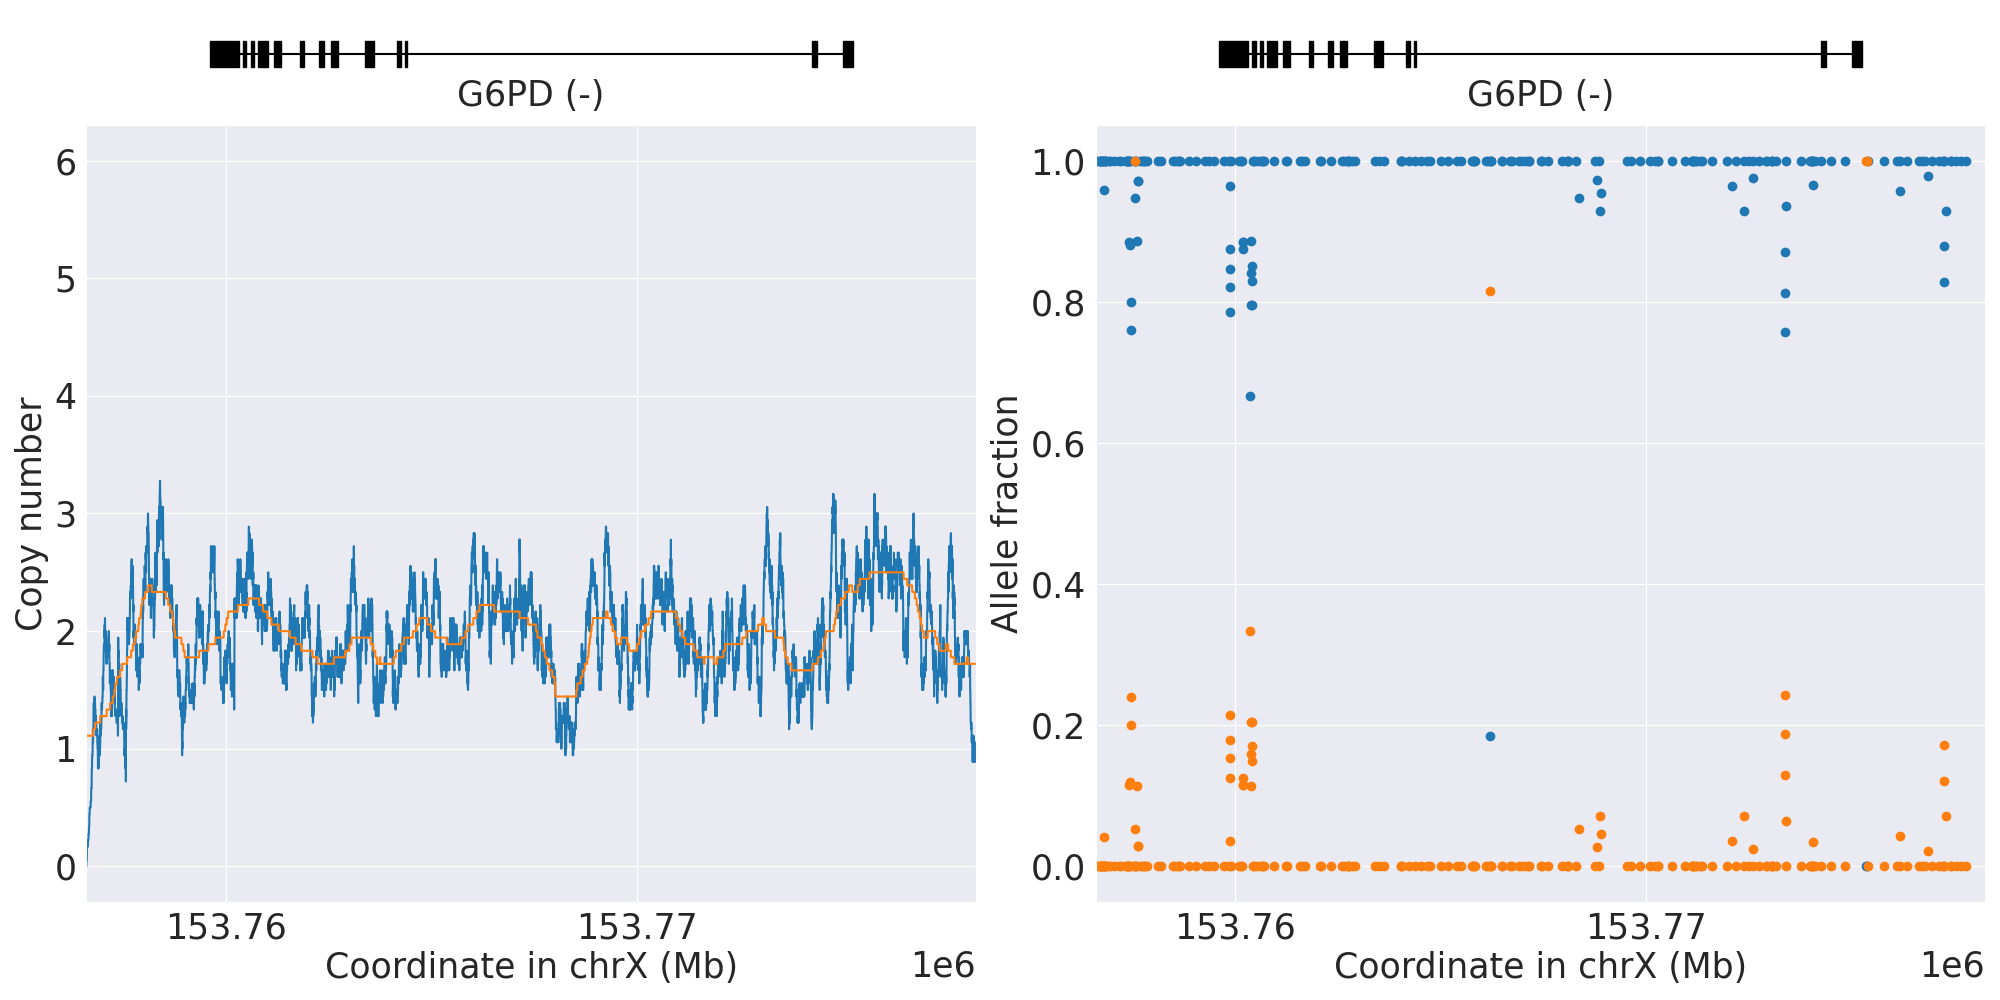 G6PD (-)
6
5
4
3
2
1
0
Copy number
153.76
153.77
Coordinate in chrX (Mb)
1e6
G6PD (-)
1.0
0.8
0.6
0.4
0.2
0.0
Allele fraction
153.76
153.77
Coordinate in chrX (Mb)
1e6